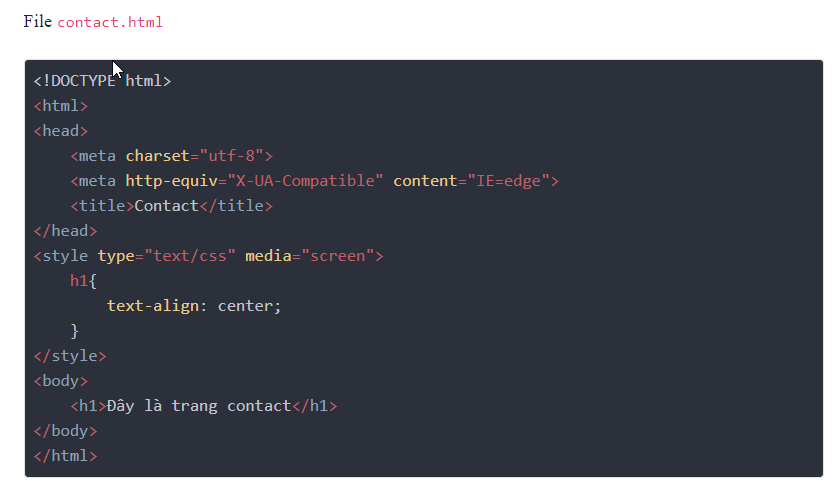 File contact.html
<!DOCTYPE html>
<html>
<head>
    <meta charset="utf-8">
    <meta http-equiv="X-UA-Compatible" content="IE=edge">
    <title>Contact</title>
</head>
<style type="text/css" media="screen">
    h1{
        text-align: center;
    }
</style>
<body>
    <h1>Đây là trang contact</h1>
</body>
</html>